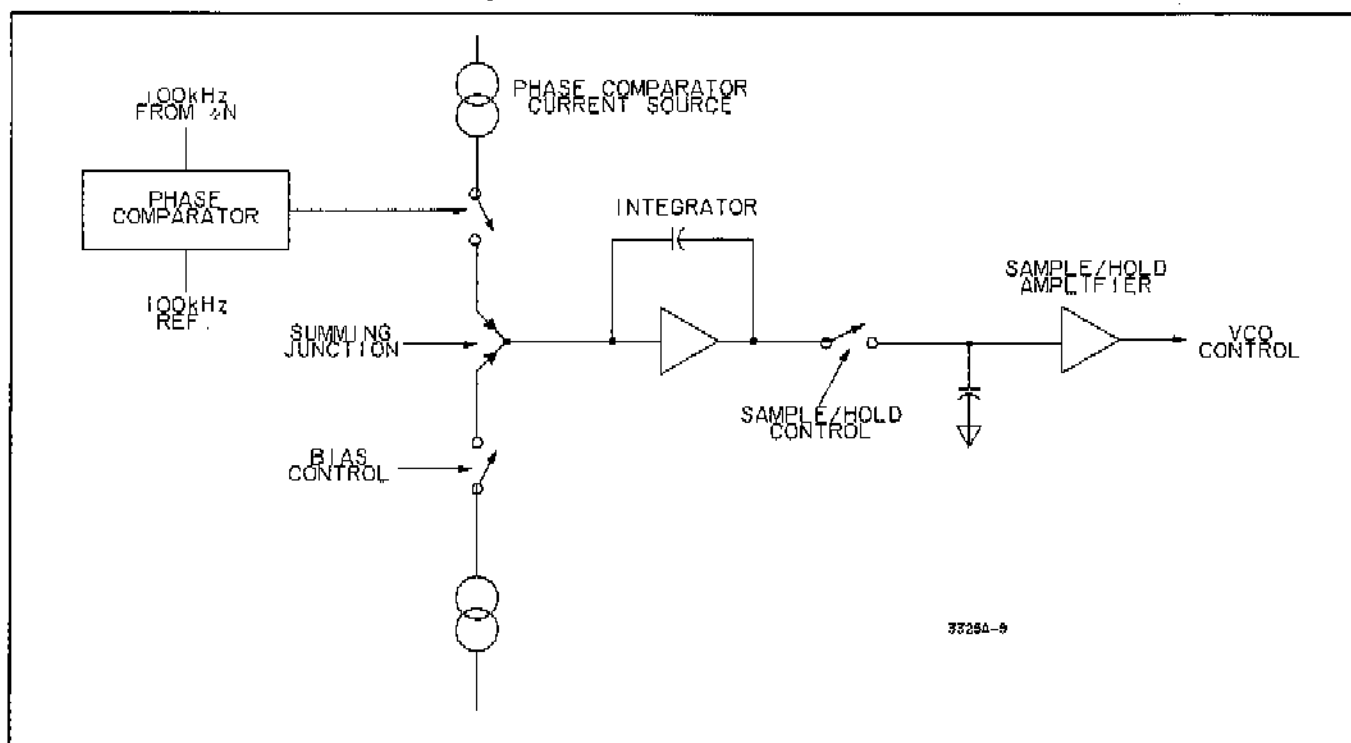 100kHz
FROM ÷N
PHASE COMPARATOR
CURRENT SOURCE
PHASE
COMPARATOR
INTEGRATOR
100kHz
REF.
SAMPLE/HOLD
AMPLIFIER
SUMMING
JUNCTION
VCO
CONTROL
SAMPLE/HOLD
CONTROL
BIAS
CONTROL
3325A-9